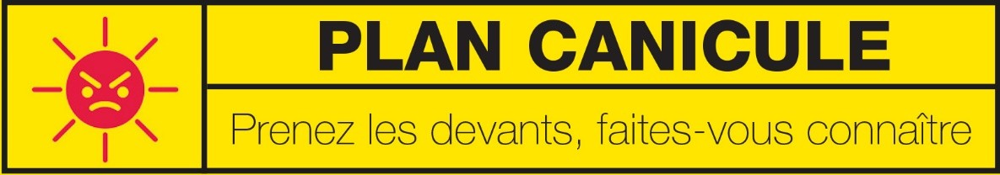 PLAN CANICULE
Prenez les devants, faites-vous connaître